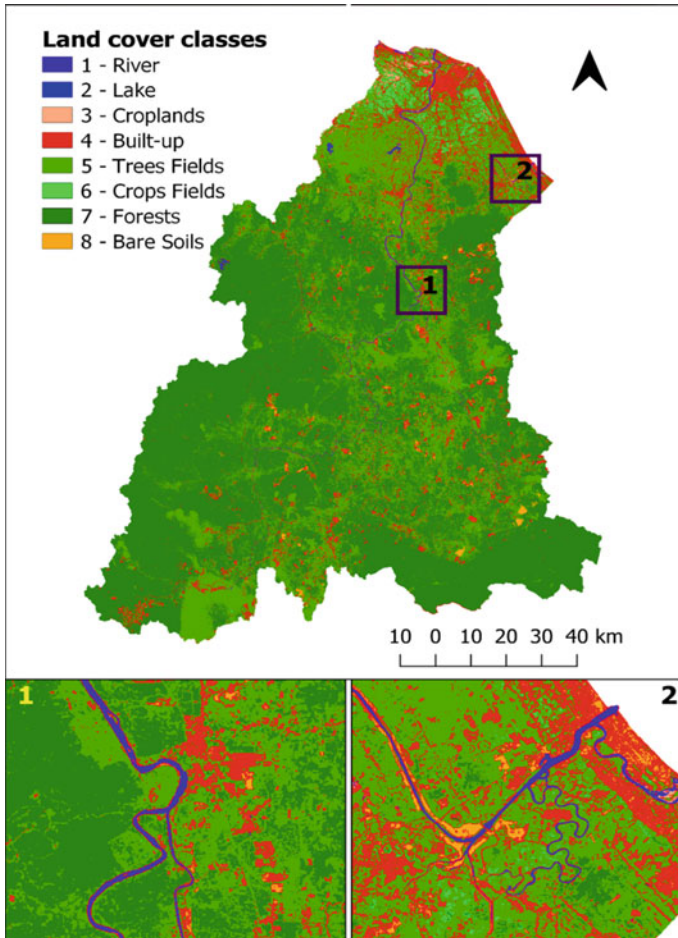 Land cover classes
1 - River
2 - Lake
3 - Croplands
4 - Built-up
5 - Trees Fields
6 - Crops Fields
7 - Forests
8 - Bare Soils
2
1
10 0 10 20 30 40 km
1
2